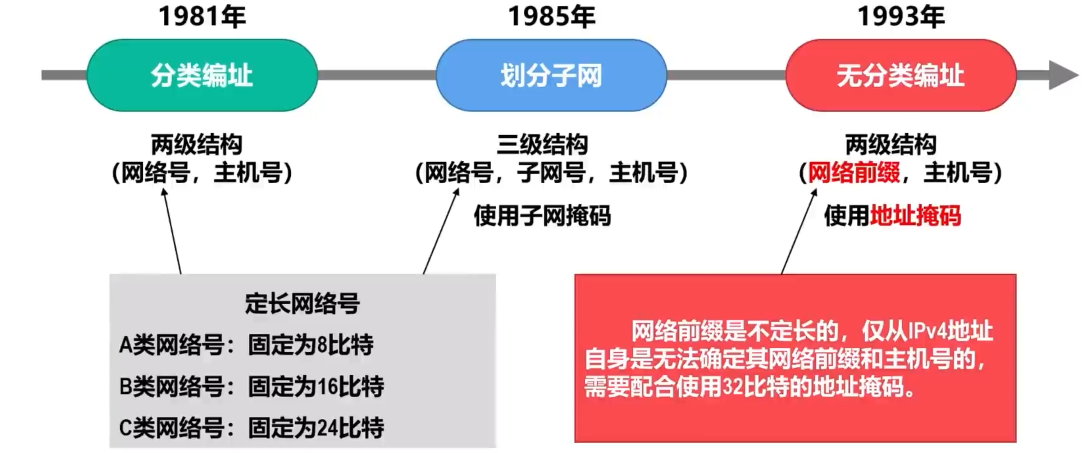 1981年
1985年
1993年
分类编址
划分子网
无分类编址
两级结构
（网络号，主机号）
三级结构
（网络号，子网号，主机号）
使用子网掩码
两级结构
（网络前缀，主机号）
使用地址掩码
定长网络号
A类网络号：固定为8比特
B类网络号：固定为16比特
C类网络号：固定为24比特
网络前缀是不定长的，仅从IPv4地址
自身是无法确定其网络前缀和主机号的，
需要配合使用32比特的地址掩码。